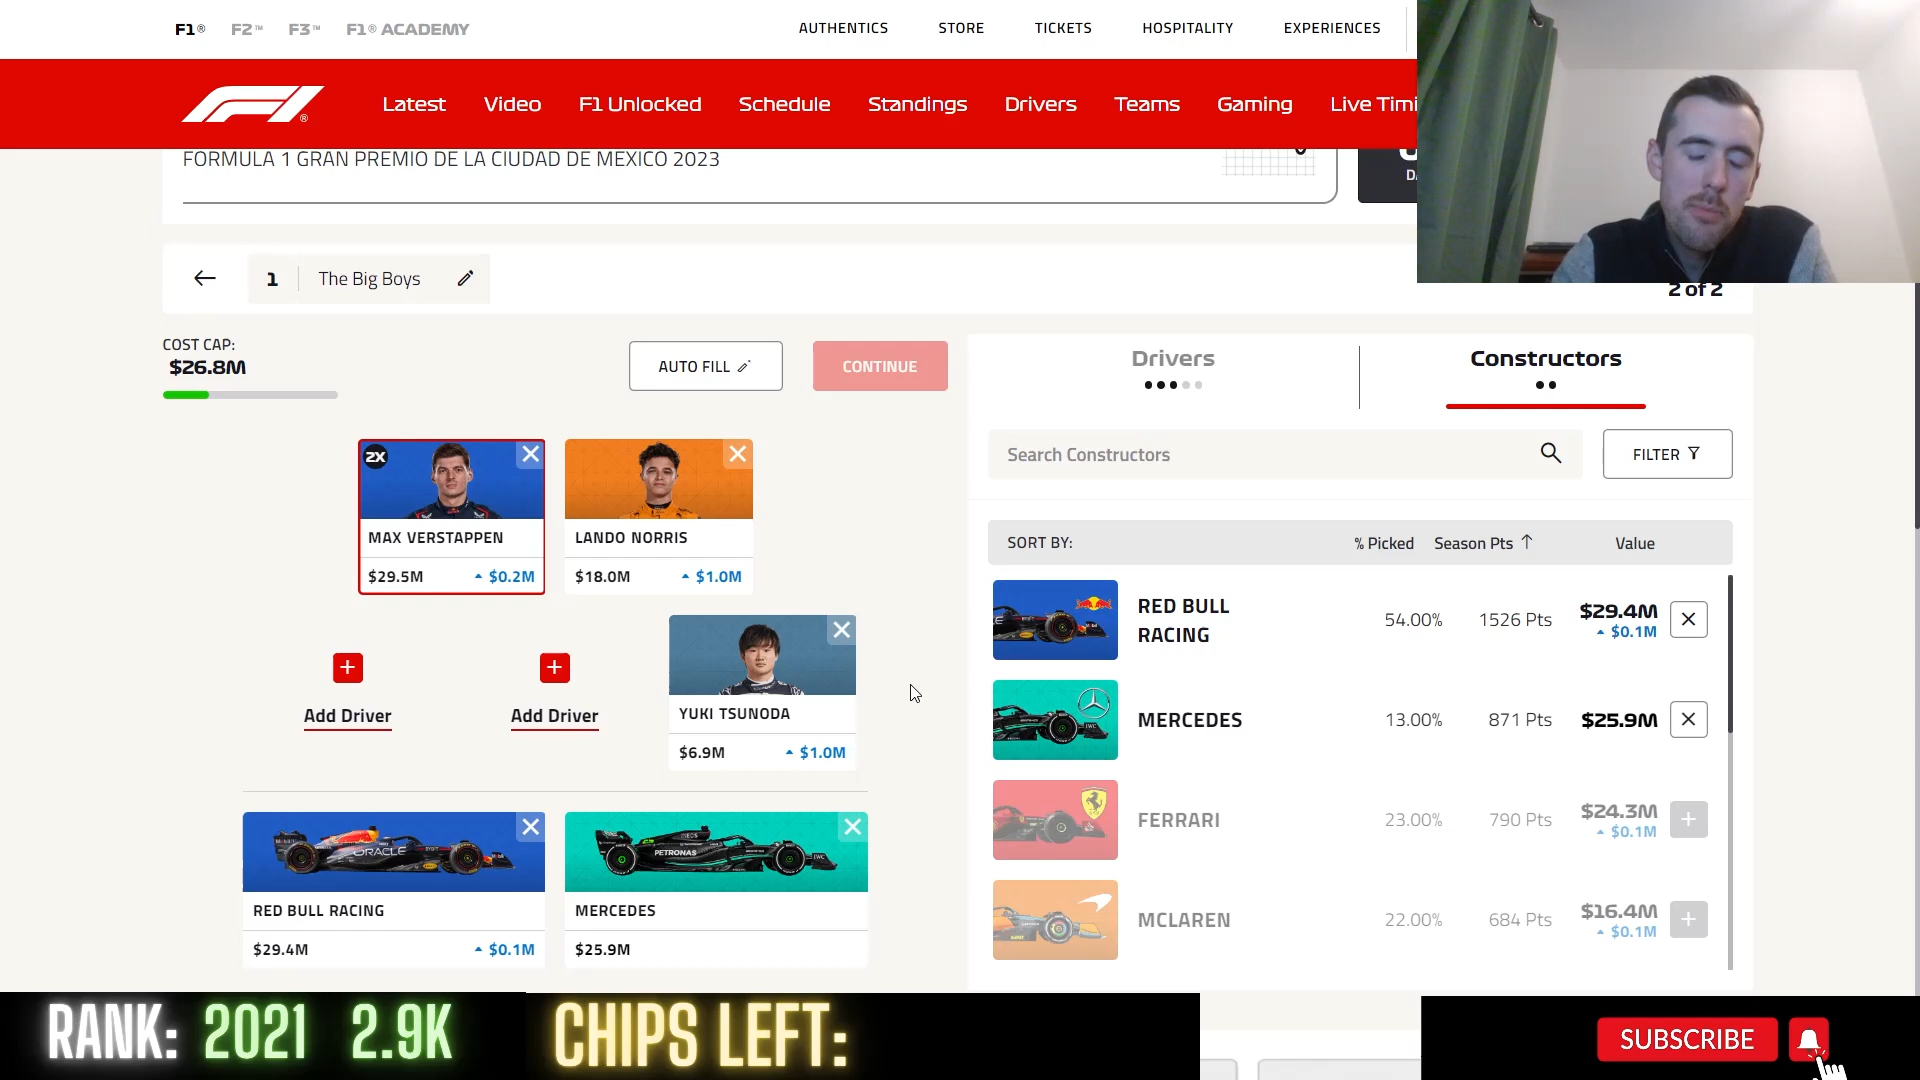 F1® F2™ F3™ F1® ACADEMY
AUTHENTICS STORE TICKETS HOSPITALITY EXPERIENCES
F1® Latest Video F1 Unlocked Schedule Standings Drivers Teams Gaming Live Timi
FORMULA 1 GRAN PREMIO DE LA CIUDAD DE MEXICO 2023
1 The Big Boys
2 of 2
COST CAP:
$26.8M
AUTO FILL
CONTINUE
2X
MAX VERSTAPPEN
$29.5M $0.2M
LANDO NORRIS
$18.0M $1.0M
Add Driver
Add Driver
YUKI TSUNODA
$6.9M $1.0M
ORACLE
RED BULL RACING
$29.4M $0.1M
PETRONAS
MERCEDES
$25.9M
Drivers
Constructors
Search Constructors
FILTER
SORT BY: % Picked Season Pts Value
RED BULL RACING 54.00% 1526 Pts $29.4M $0.1M
MERCEDES 13.00% 871 Pts $25.9M
FERRARI 23.00% 790 Pts $24.3M $0.1M
MCLAREN 22.00% 684 Pts $16.4M $0.1M
RANK: 2021 2.9K CHIPS LEFT:
SUBSCRIBE